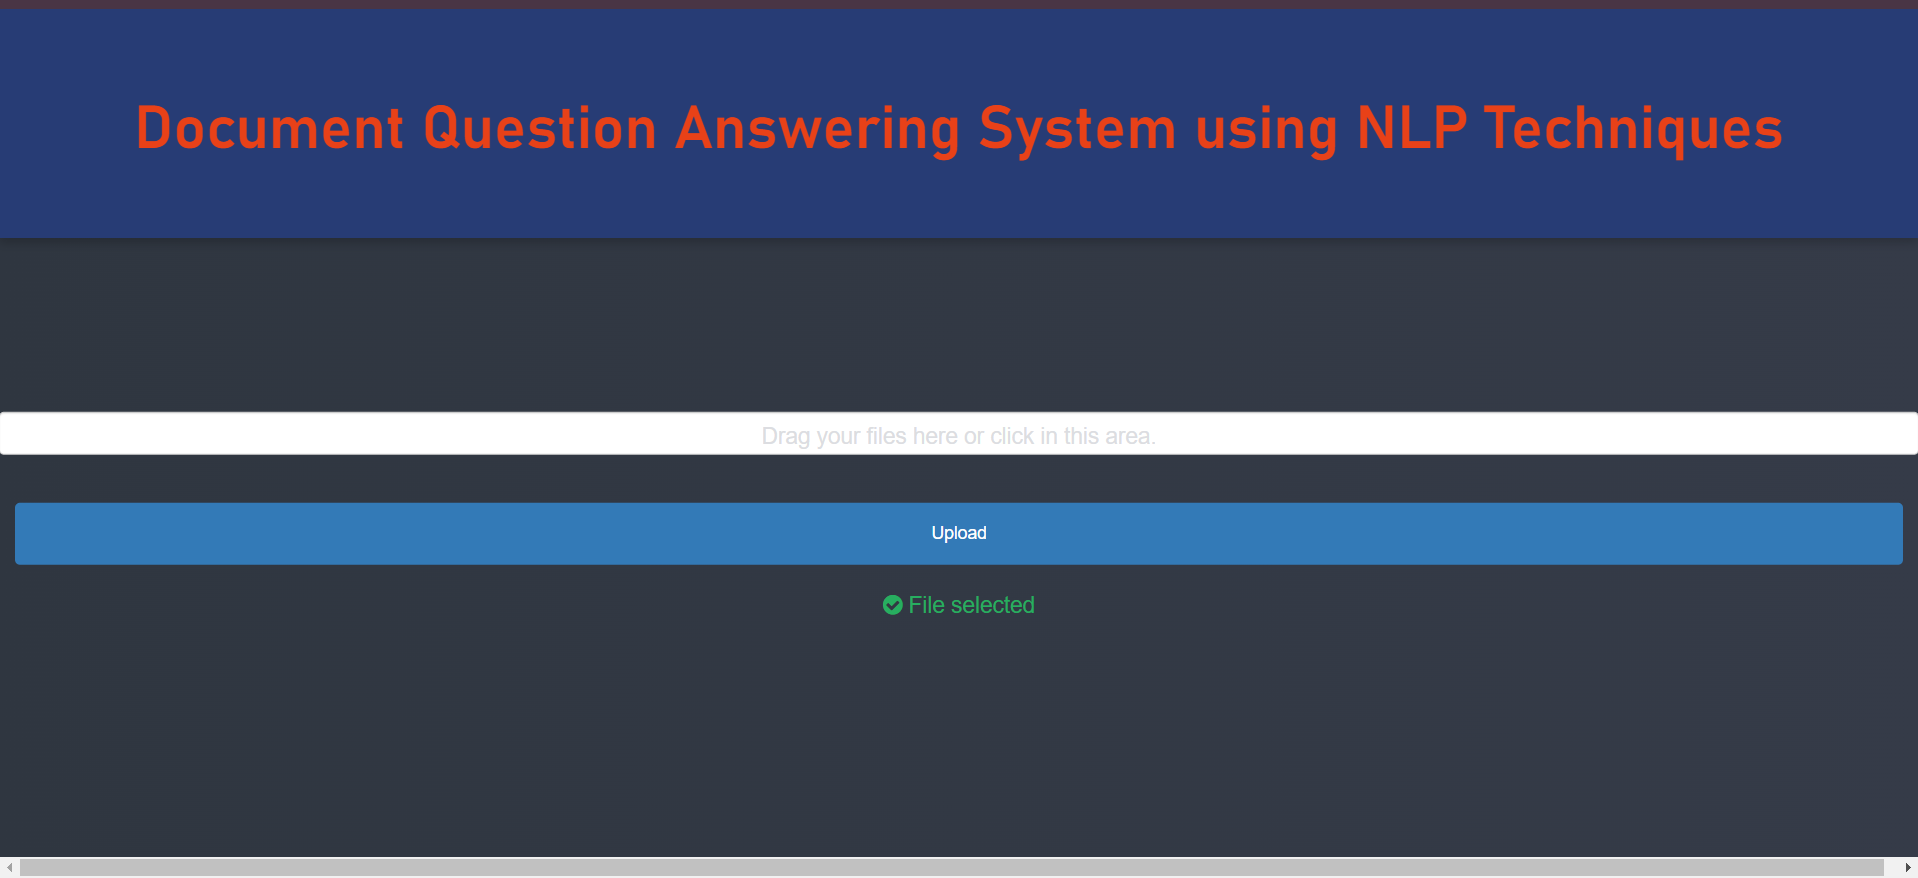 Document Question Answering System using NLP Techniques
Drag your files here or click in this area.
Upload
File selected